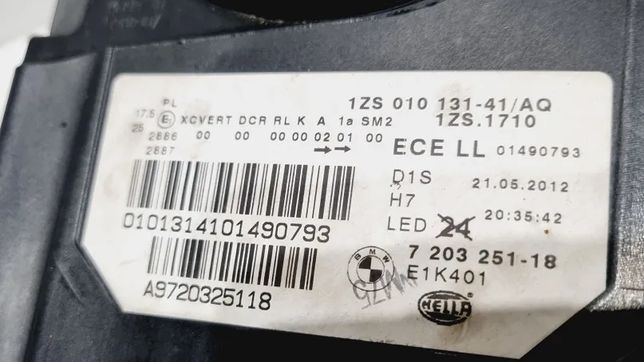 1ZS 010 131-41/AQ
PL
17.5 E1 XCVERT DCR RL K A 1a SM2 1ZS.1710
25 2886 00 00 00 00 02 01 00 ECE LL 01490793
2887 →→
D1S 21.05.2012
H7 20:35:42
LED 24
0101314101490793
BMW 7 203 251-18
E1K401
A9720325118
HELLA